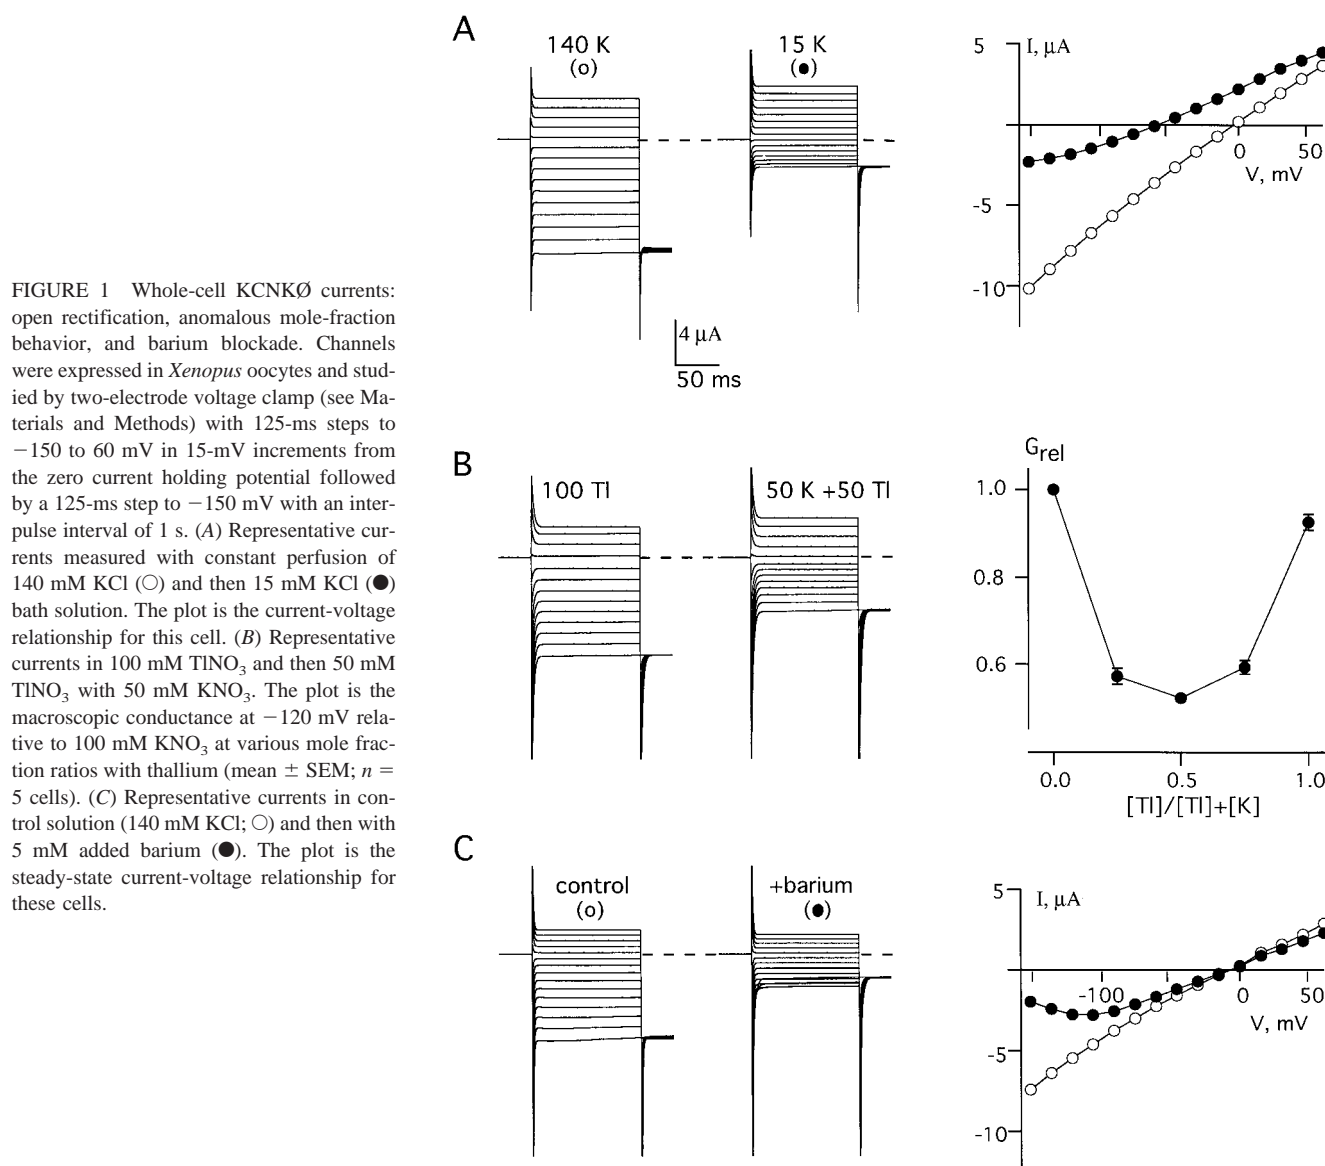 FIGURE 1 Whole-cell KCNKØ currents:
open rectification, anomalous mole-fraction
behavior, and barium blockade. Channels
were expressed in Xenopus oocytes and stud-
ied by two-electrode voltage clamp (see Ma-
terials and Methods) with 125-ms steps to
−150 to 60 mV in 15-mV increments from
the zero current holding potential followed
by a 125-ms step to −150 mV with an inter-
pulse interval of 1 s. (A) Representative cur-
rents measured with constant perfusion of
140 mM KCl (○) and then 15 mM KCl (●)
bath solution. The plot is the current-voltage
relationship for this cell. (B) Representative
currents in 100 mM TlNO3 and then 50 mM
TlNO3 with 50 mM KNO3. The plot is the
macroscopic conductance at −120 mV rela-
tive to 100 mM KNO3 at various mole frac-
tion ratios with thallium (mean ± SEM; n =
5 cells). (C) Representative currents in con-
trol solution (140 mM KCl; ○) and then with
5 mM added barium (●). The plot is the
steady-state current-voltage relationship for
these cells.
A
140 K
(o)
15 K
(●)
4 µA
50 ms
5
I, µA
0
50
V, mV
-5
-10
B
100 Tl
50 K +50 Tl
Grel
1.0
0.8
0.6
0.0
0.5
1.0
[Tl]/[Tl]+[K]
C
control
(o)
+barium
(●)
5
I, µA
-100
0
50
V, mV
-5
-10